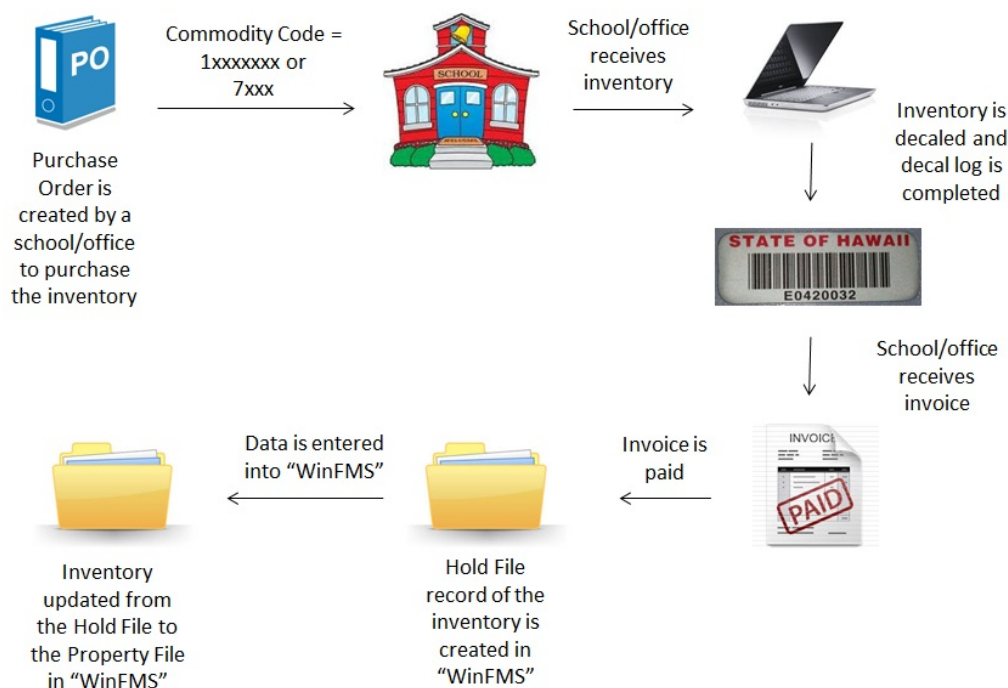 PO
Purchase
Order is
created by a
school/office
to purchase
the inventory
Commodity Code =
1xxxxxxx or
7xxx
SCHOOL
WELCOME
School/office
receives
inventory
Inventory is
decaled and
decal log is
completed
STATE OF HAWAII
E0420032
School/office
receives
invoice
INVOICE
PAID
Invoice is
paid
Hold File
record of the
inventory is
created in
“WinFMS”
Data is entered
into “WinFMS”
Inventory
updated from
the Hold File to
the Property File
in “WinFMS”